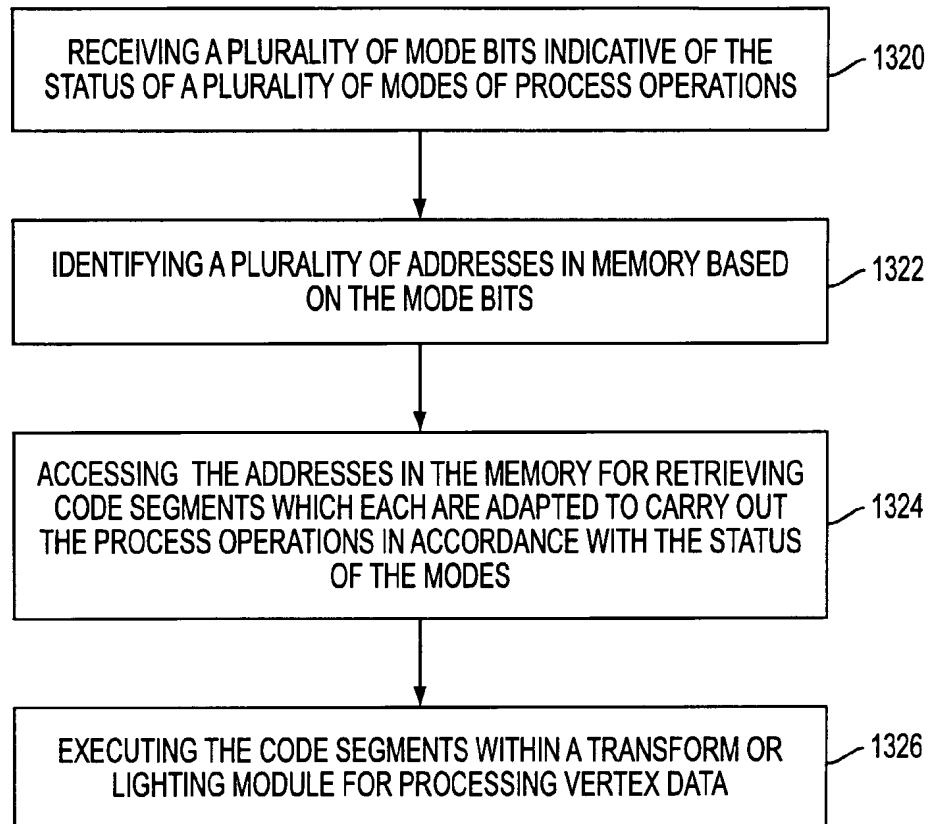 RECEIVING A PLURALITY OF MODE BITS INDICATIVE OF THE
STATUS OF A PLURALITY OF MODES OF PROCESS OPERATIONS
1320
IDENTIFYING A PLURALITY OF ADDRESSES IN MEMORY BASED
ON THE MODE BITS
1322
ACCESSING THE ADDRESSES IN THE MEMORY FOR RETRIEVING
CODE SEGMENTS WHICH EACH ARE ADAPTED TO CARRY OUT
THE PROCESS OPERATIONS IN ACCORDANCE WITH THE STATUS
OF THE MODES
1324
EXECUTING THE CODE SEGMENTS WITHIN A TRANSFORM OR
LIGHTING MODULE FOR PROCESSING VERTEX DATA
1326